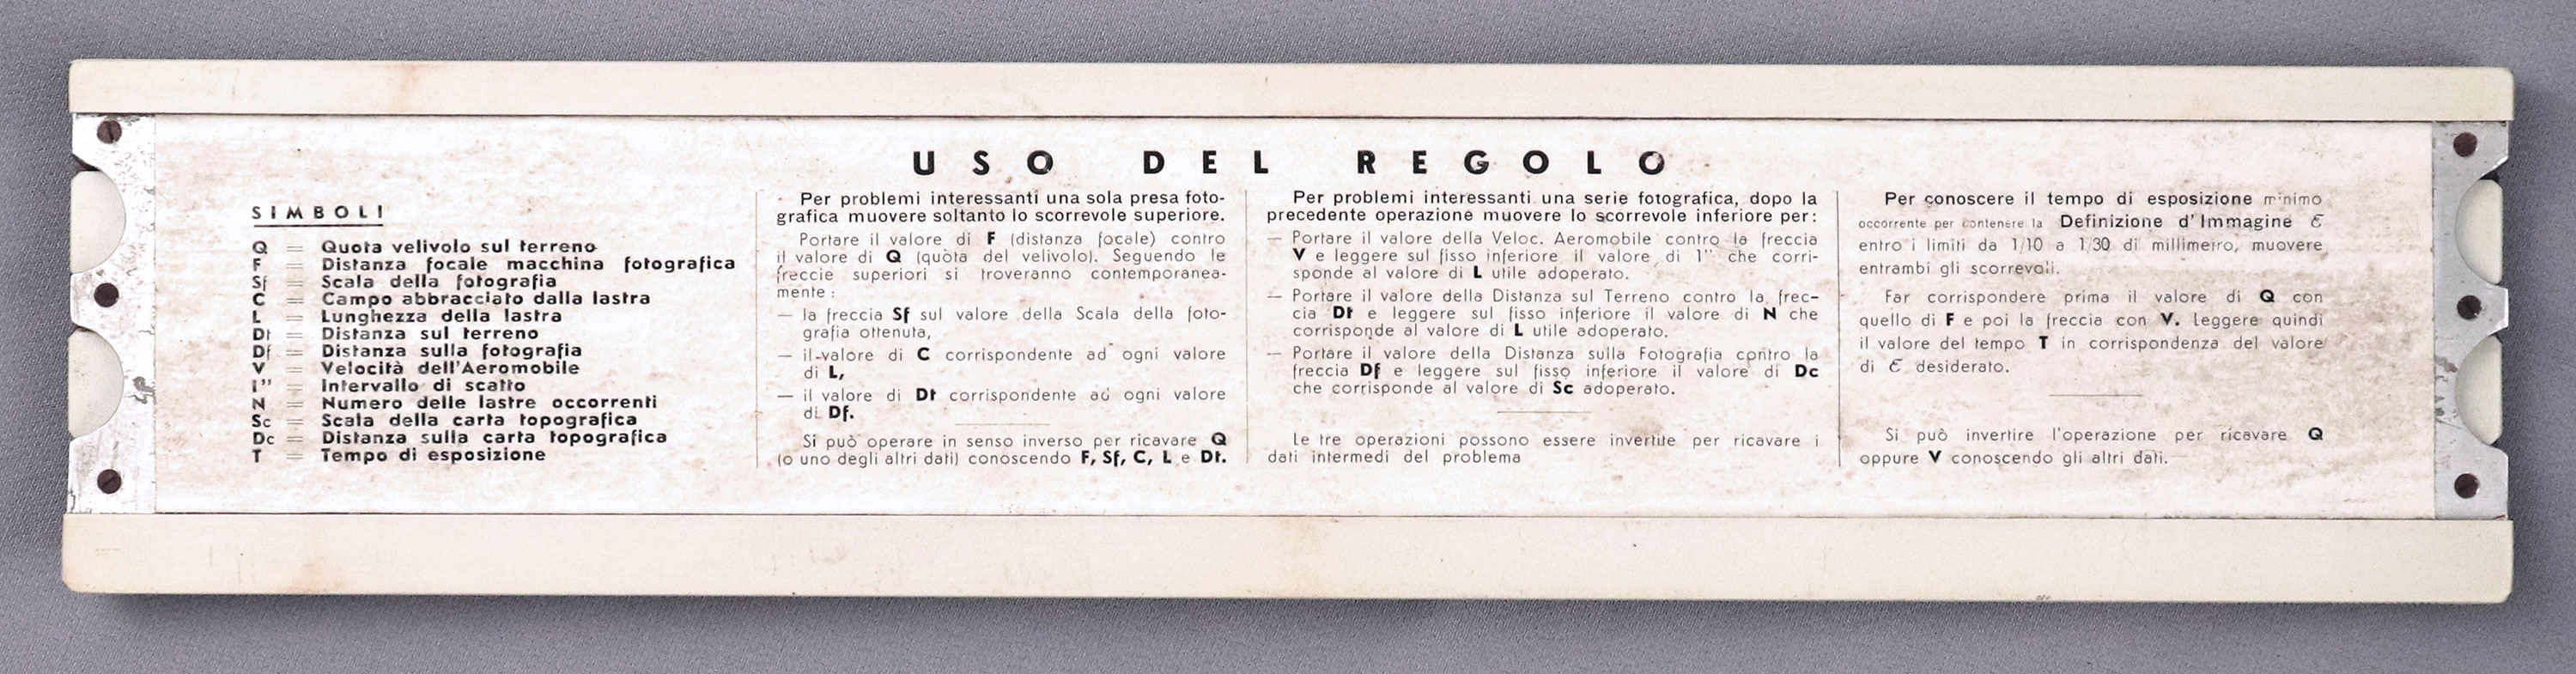 USO DEL REGOLO
SIMBOLI
Q = Quota velivolo sul terreno
F = Distanza focale macchina fotografica
Sf = Scala della fotografia
C = Campo abbracciato dalla lastra
L = Lunghezza della lastra
Dt = Distanza sul terreno
Df = Distanza sulla fotografia
V = Velocità dell'Aeromobile
I'' = Intervallo di scatto
N = Numero delle lastre occorrenti
Sc = Scala della carta topografica
Dc = Distanza sulla carta topografica
T = Tempo di esposizione
Per problemi interessanti una sola presa foto-
grafica muovere soltanto lo scorrevole superiore.
Portare il valore di F (distanza focale) contro
il valore di Q (quòta del velivolo). Seguendo le
freccie superiori si troveranno contemporanea-
mente:
— la freccia Sf sul valore della Scala della foto-
grafia ottenuta,
— il valore di C corrispondente ad ogni valore
di L,
— il valore di Dt corrispondente ad ogni valore
di Df.
Si può operare in senso inverso per ricavare Q
(o uno degli altri dati) conoscendo F, Sf, C, L e Dt.
Per problemi interessanti una serie fotografica, dopo la
precedente operazione muovere lo scorrevole inferiore per:
— Portare il valore della Veloc. Aeromobile contro la freccia
V e leggere sul fisso inferiore il valore di 1'' che corri-
sponde al valore di L utile adoperato.
— Portare il valore della Distanza sul Terreno contro la frec-
cia Dt e leggere sul fisso inferiore il valore di N che
corrisponde al valore di L utile adoperato.
— Portare il valore della Distanza sulla Fotografia contro la
freccia Df e leggere sul fisso inferiore il valore di Dc
che corrisponde al valore di Sc adoperato.
Le tre operazioni possono essere invertite per ricavare i
dati intermedi del problema
Per conoscere il tempo di esposizione minimo
occorrente per contenere la Definizione d'Immagine Ɛ
entro i limiti da 1/10 a 1/30 di millimetro, muovere
entrambi gli scorrevoli.
Far corrispondere prima il valore di Q con
quello di F e poi la freccia con V. Leggere quindi
il valore del tempo T in corrispondenza del valore
di Ɛ desiderato.
Si può invertire l'operazione per ricavare Q
oppure V conoscendo gli altri dati.